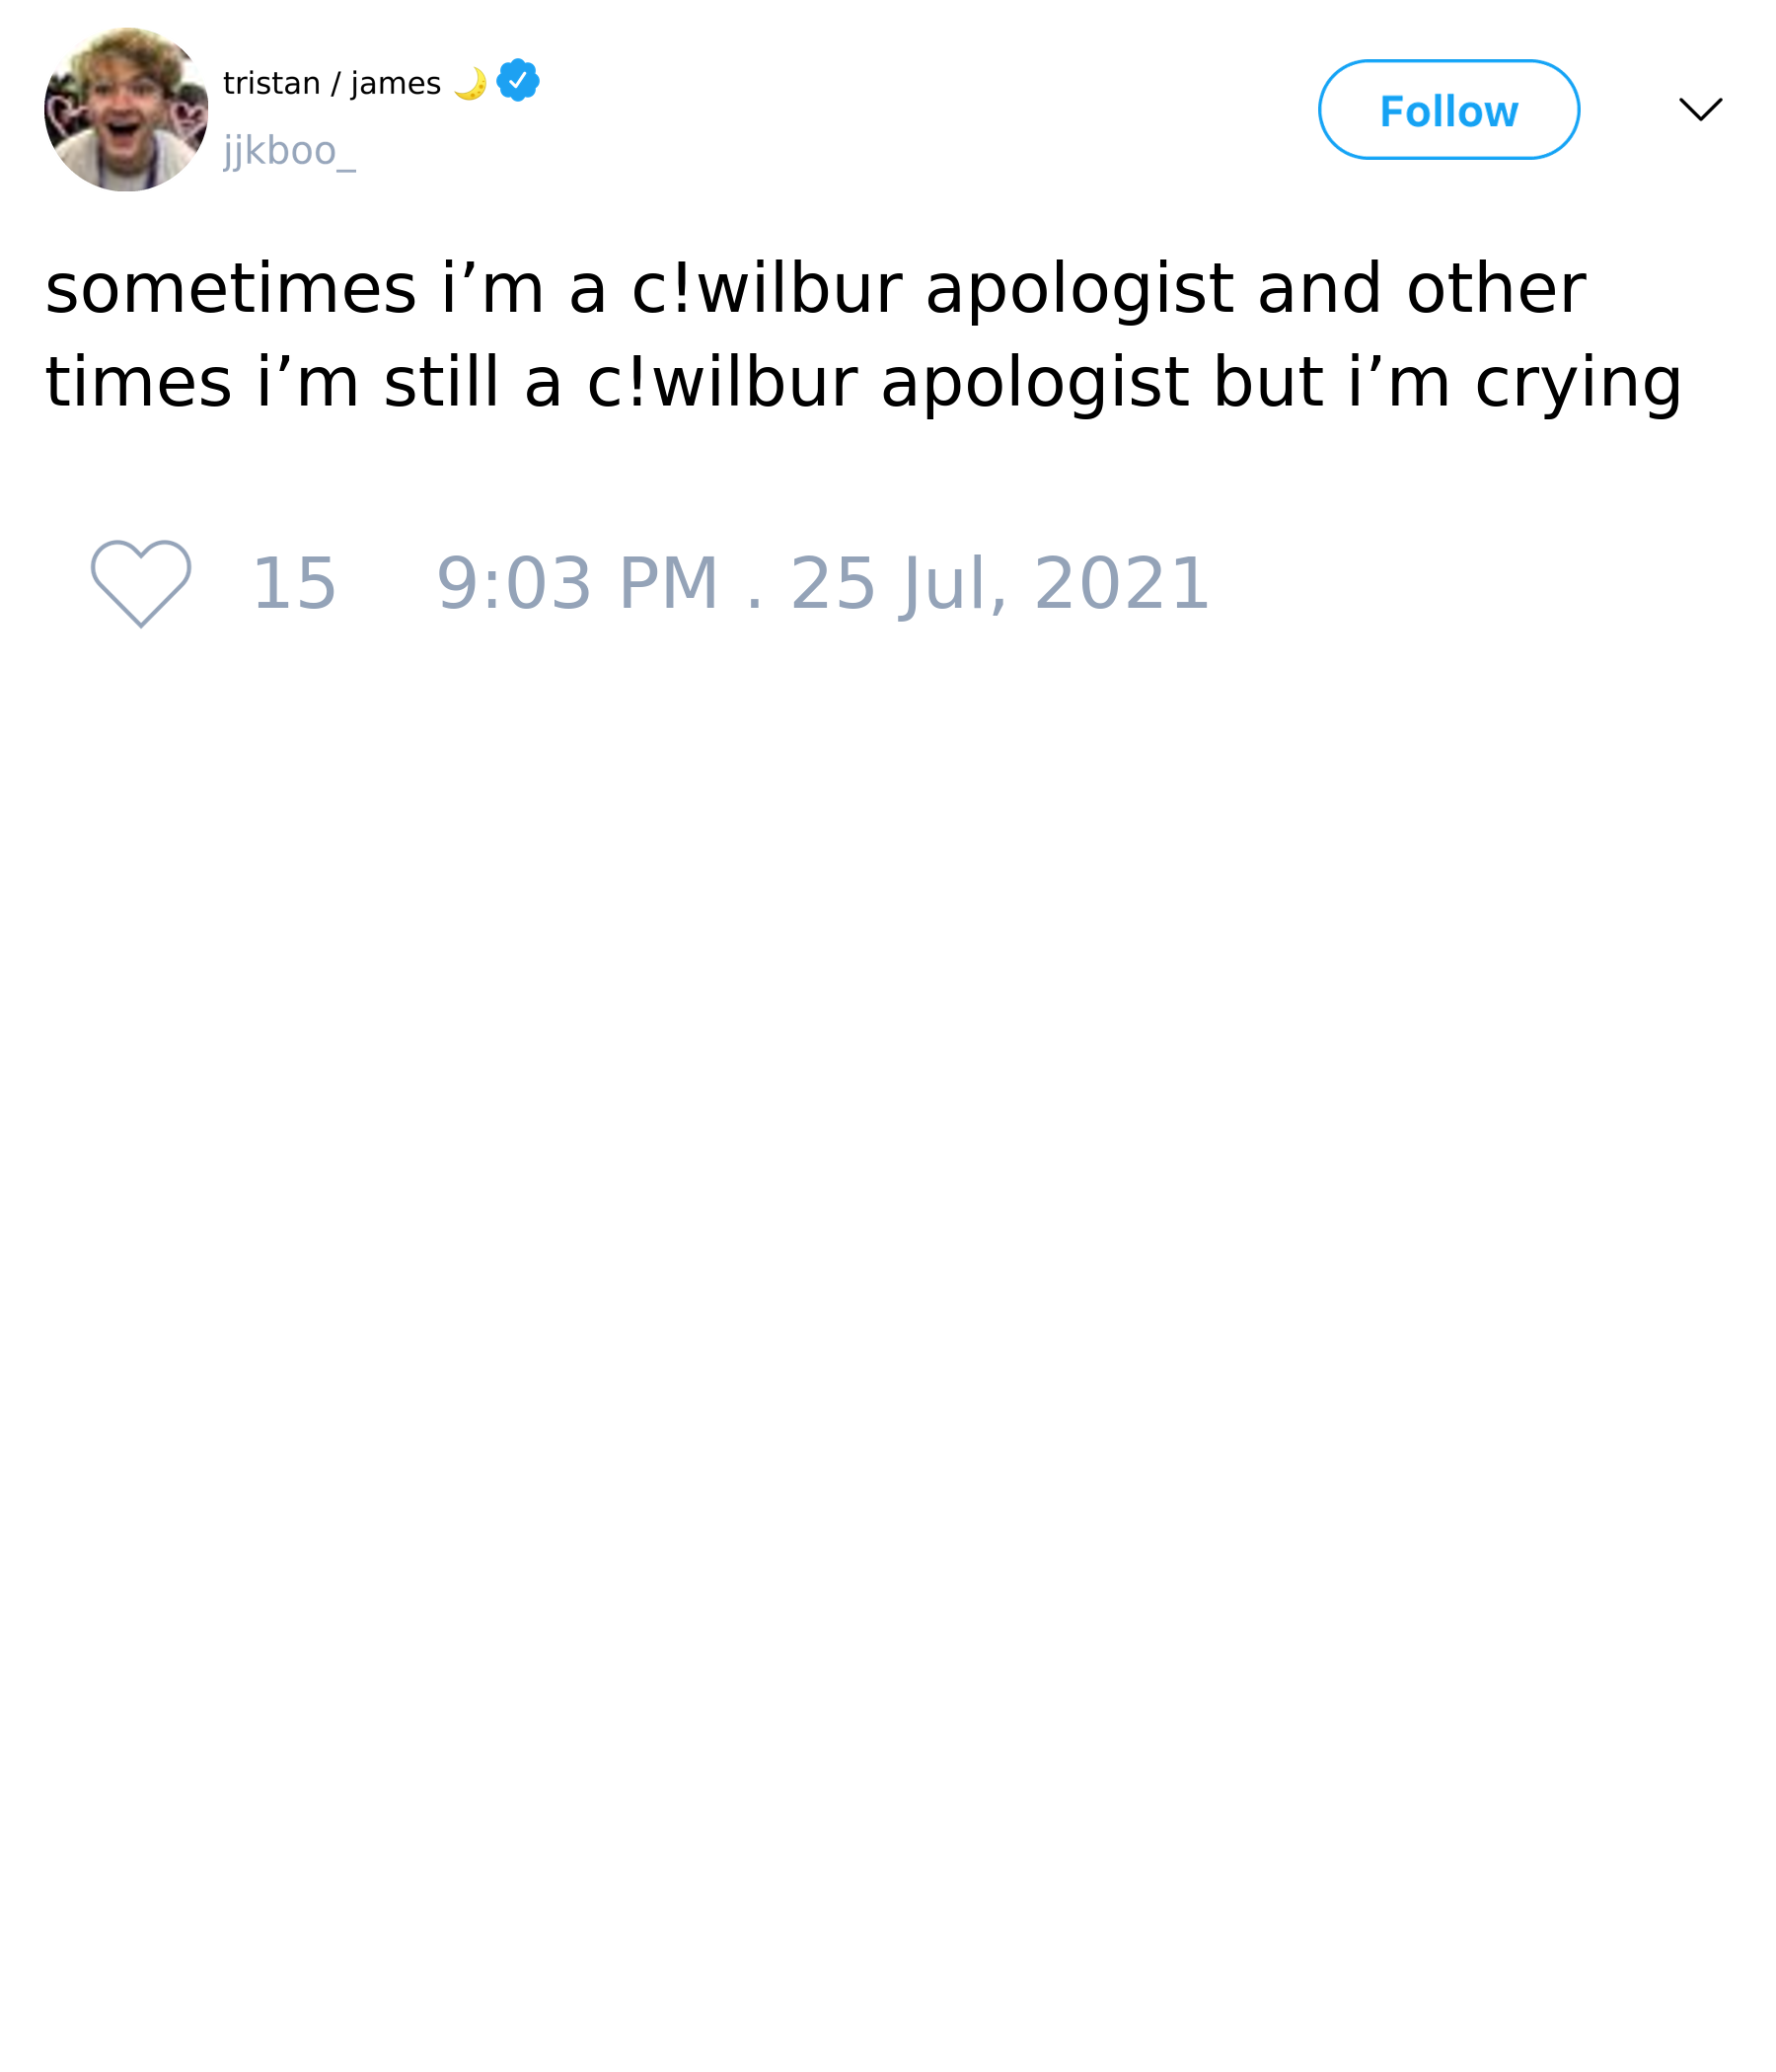 tristan / james 🌙
jjkboo_
Follow
sometimes i’m a c!wilbur apologist and other
times i’m still a c!wilbur apologist but i’m crying
15 9:03 PM . 25 Jul, 2021